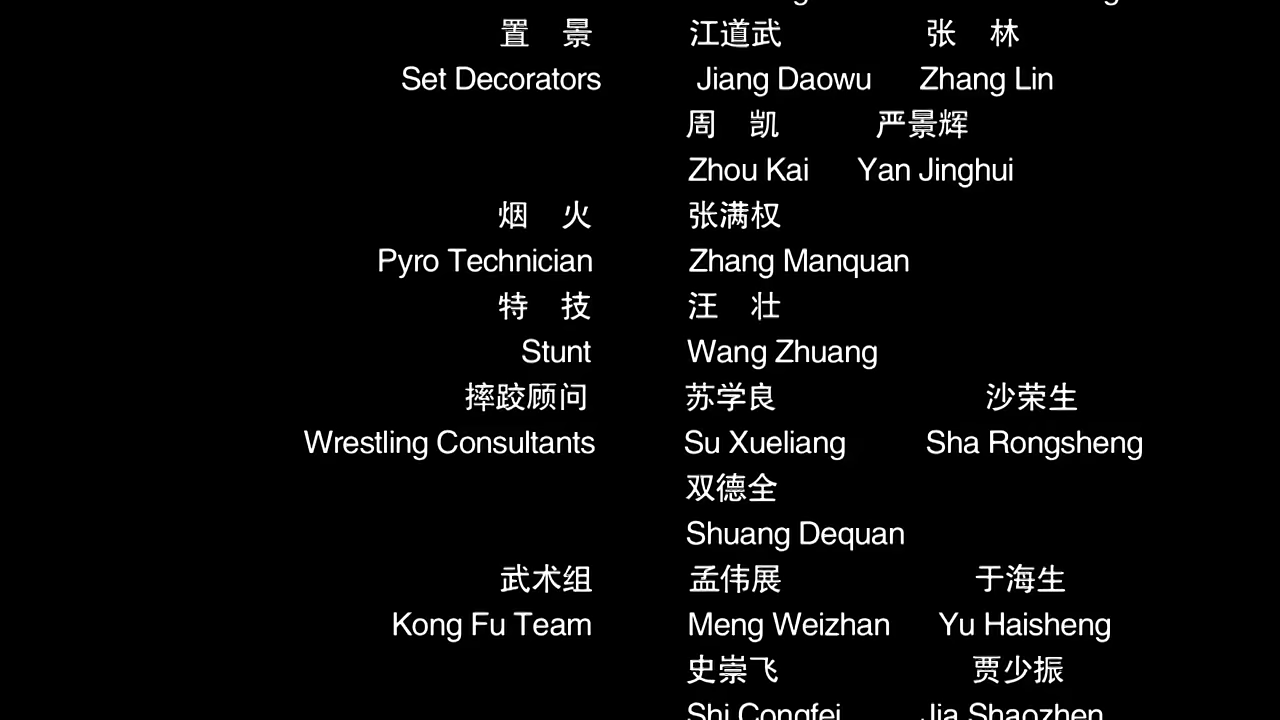 置 景 江道武 张 林
Set Decorators Jiang Daowu Zhang Lin
周 凯 严景辉
Zhou Kai Yan Jinghui
烟 火 张满权
Pyro Technician Zhang Manquan
特 技 汪 壮
Stunt Wang Zhuang
摔跤顾问 苏学良 沙荣生
Wrestling Consultants Su Xueliang Sha Rongsheng
双德全
Shuang Dequan
武术组 孟伟展 于海生
Kong Fu Team Meng Weizhan Yu Haisheng
史崇飞 贾少振
Shi Congfei Jia Shaozhen